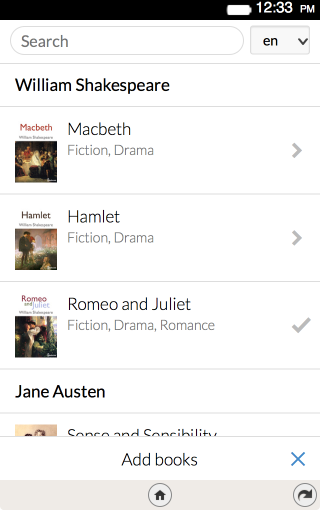 12:33 PM
Search
en
William Shakespeare
Macbeth
William Shakespeare
Macbeth
Fiction, Drama
Hamlet
William Shakespeare
Hamlet
Fiction, Drama
Romeo
and Juliet
William Shakespeare
Romeo and Juliet
Fiction, Drama, Romance
Jane Austen
Sense and Sensibility
Add books